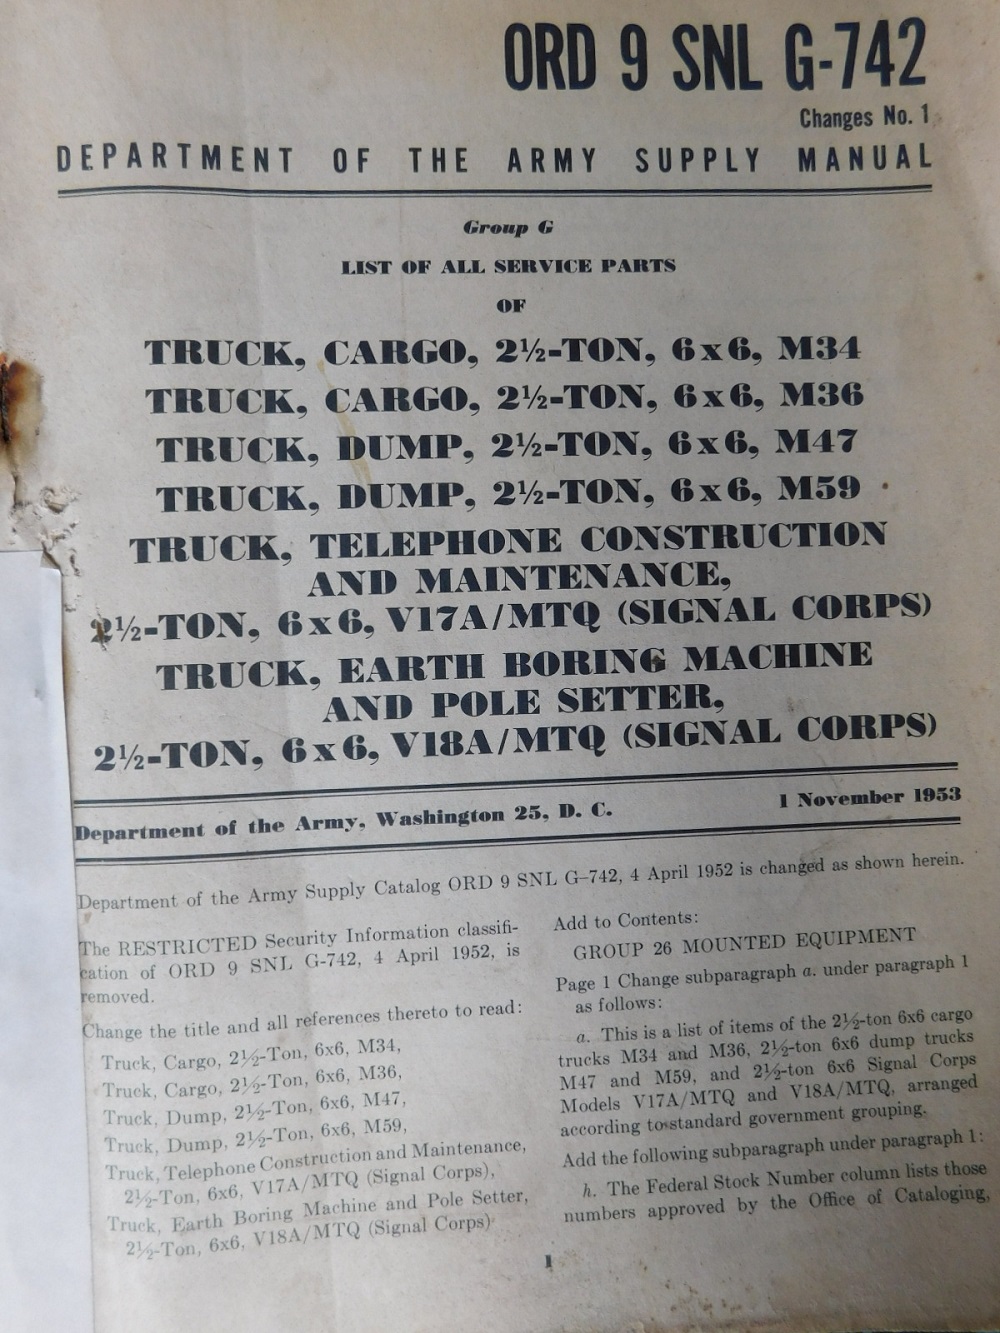 ORD 9 SNL G-742
Changes No. 1
DEPARTMENT OF THE ARMY SUPPLY MANUAL
Group G
LIST OF ALL SERVICE PARTS
OF
TRUCK, CARGO, 2½-TON, 6x6, M34
TRUCK, CARGO, 2½-TON, 6x6, M36
TRUCK, DUMP, 2½-TON, 6x6, M47
TRUCK, DUMP, 2½-TON, 6x6, M59
TRUCK, TELEPHONE CONSTRUCTION
AND MAINTENANCE,
2½-TON, 6x6, V17A/MTQ (SIGNAL CORPS)
TRUCK, EARTH BORING MACHINE
AND POLE SETTER,
2½-TON, 6x6, V18A/MTQ (SIGNAL CORPS)
Department of the Army, Washington 25, D. C.
1 November 1953
Department of the Army Supply Catalog ORD 9 SNL G-742, 4 April 1952 is changed as shown herein.
The RESTRICTED Security Information classifi-
cation of ORD 9 SNL G-742, 4 April 1952, is
removed.
Change the title and all references thereto to read:
Truck, Cargo, 2½-Ton, 6x6, M34,
Truck, Cargo, 2½-Ton, 6x6, M36,
Truck, Dump, 2½-Ton, 6x6, M47,
Truck, Dump, 2½-Ton, 6x6, M59,
Truck, Telephone Construction and Maintenance,
2½-Ton, 6x6, V17A/MTQ (Signal Corps),
Truck, Earth Boring Machine and Pole Setter,
2½-Ton, 6x6, V18A/MTQ (Signal Corps)
Add to Contents:
GROUP 26 MOUNTED EQUIPMENT
Page 1 Change subparagraph a. under paragraph 1
as follows:
a. This is a list of items of the 2½-ton 6x6 cargo
trucks M34 and M36, 2½-ton 6x6 dump trucks
M47 and M59, and 2½-ton 6x6 Signal Corps
Models V17A/MTQ and V18A/MTQ, arranged
according to standard government grouping.
Add the following subparagraph under paragraph 1:
h. The Federal Stock Number column lists those
numbers approved by the Office of Cataloging,
1